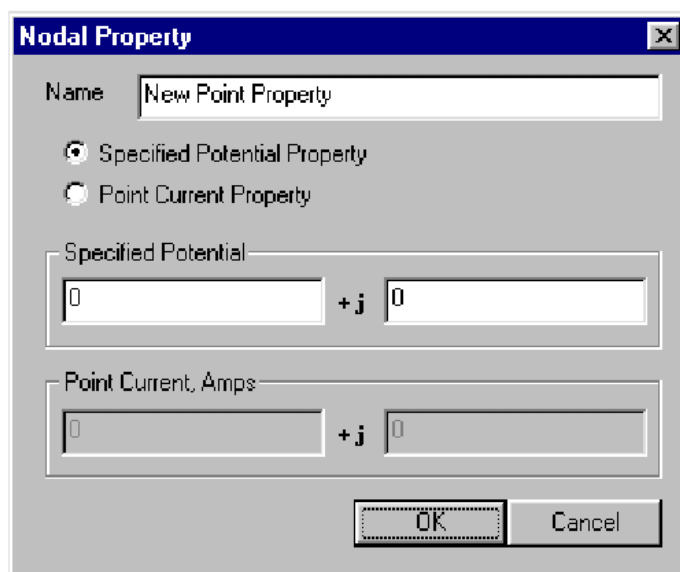 Nodal Property
Name New Point Property
Specified Potential Property
Point Current Property
Specified Potential
0 + j 0
Point Current, Amps
0 + j 0
OK Cancel